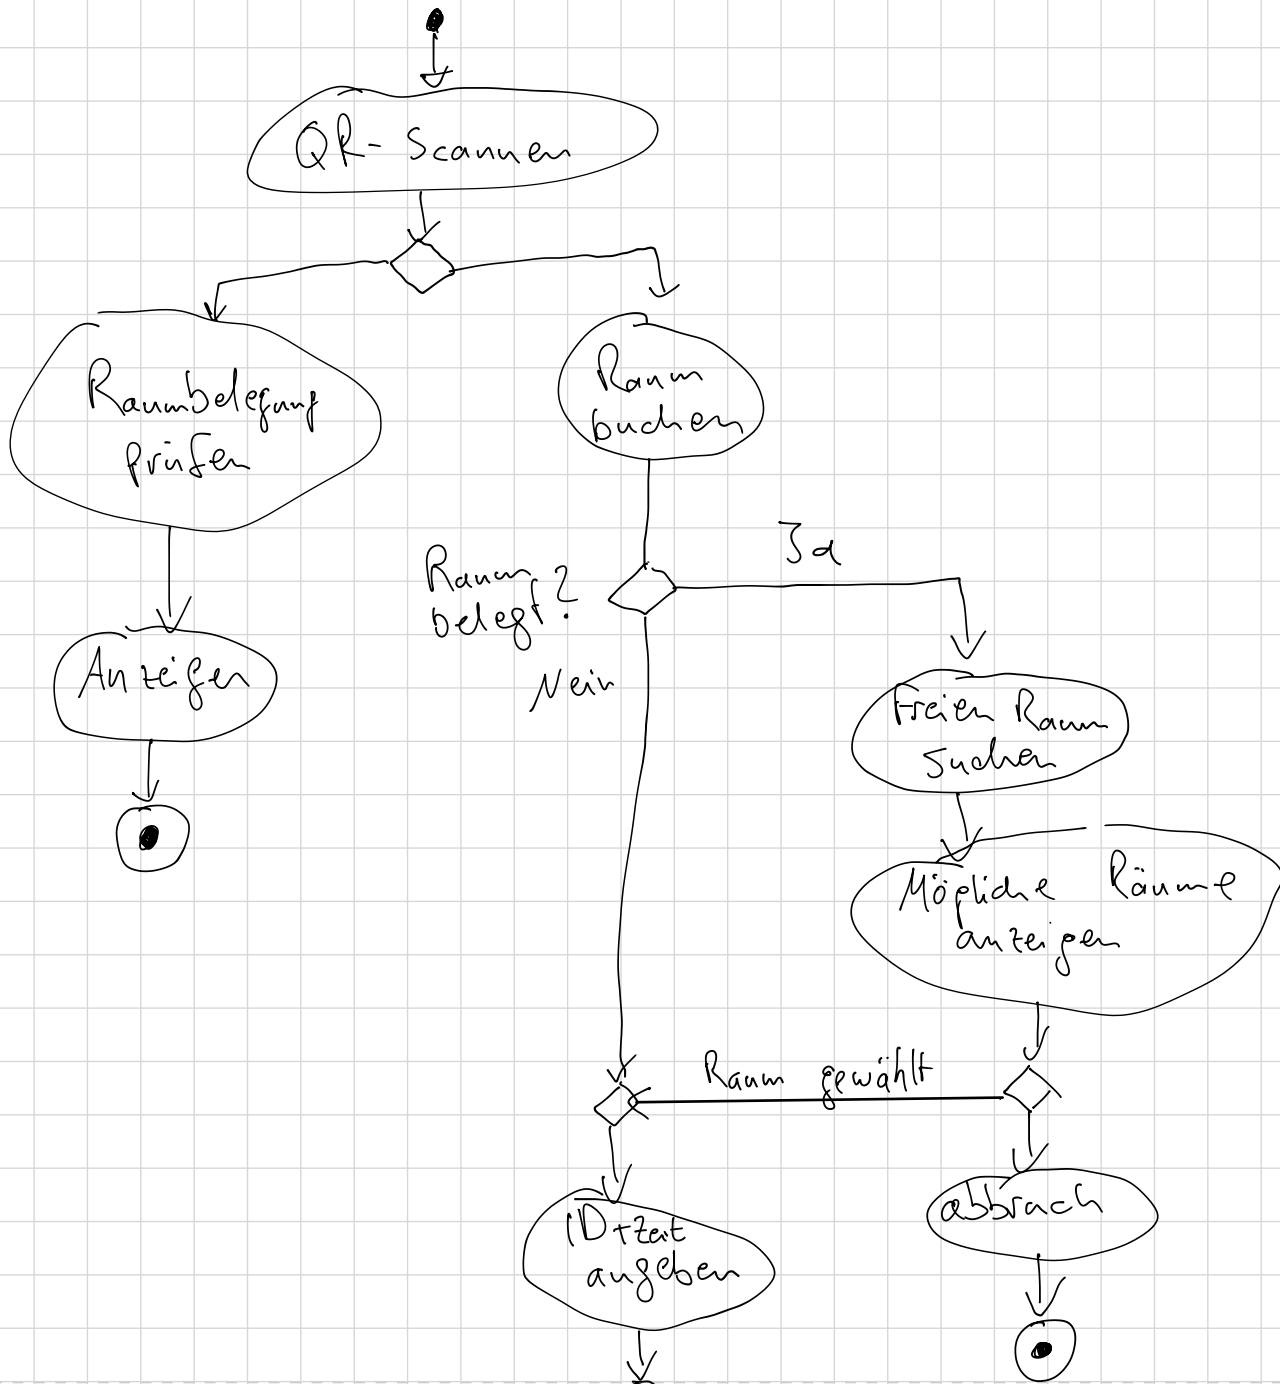 QR- Scannen
Raumbelegung
prüfen
Raum
buchen
Raum
belegt?
Ja
Nein
Anzeigen
Freien Raum
suchen
Mögliche Räume
anzeigen
Raum gewählt
abbrach
ID+Zeit
angeben